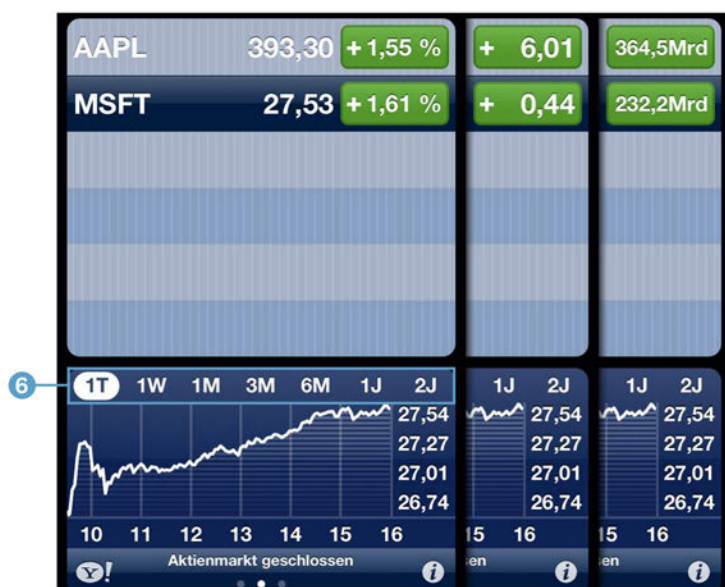 AAPL 393,30 + 1,55 % + 6,01 364,5Mrd
MSFT 27,53 + 1,61 % + 0,44 232,2Mrd
6 1T 1W 1M 3M 6M 1J 2J 1J 2J 1J 2J
27,54 27,54 27,54
27,27 27,27 27,27
27,01 27,01 27,01
26,74 26,74 26,74
10 11 12 13 14 15 16 15 16 15 16
Y! Aktienmarkt geschlossen i sen i en i